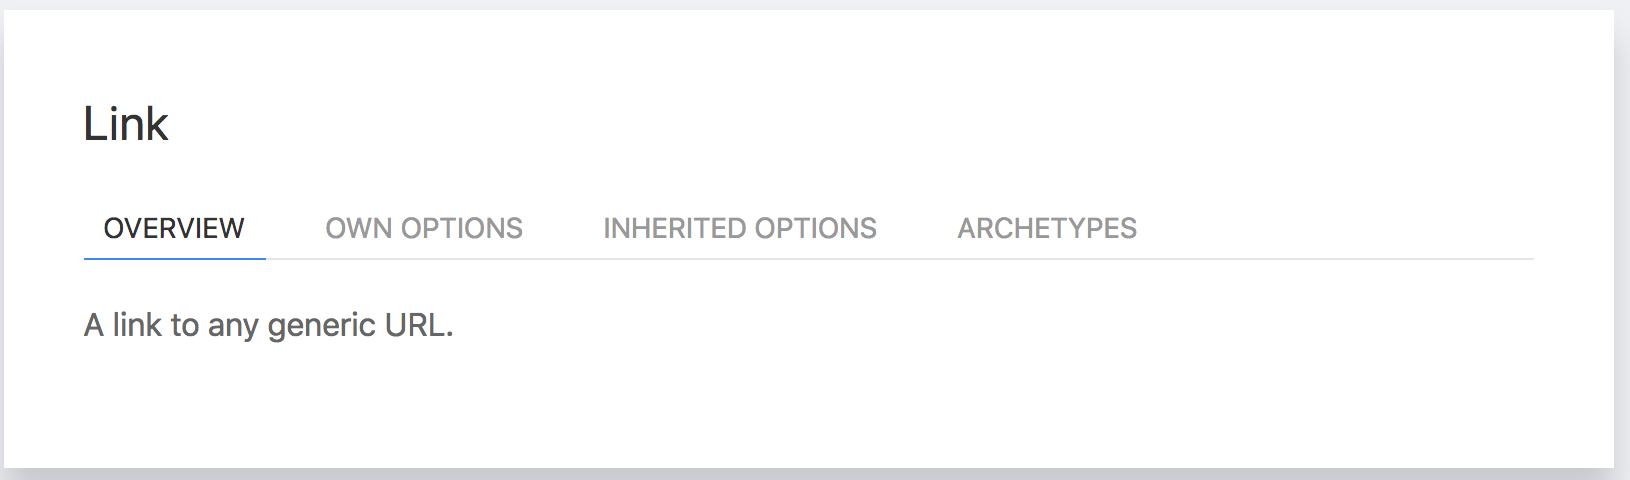 Link
OVERVIEW OWN OPTIONS INHERITED OPTIONS ARCHETYPES
A link to any generic URL.